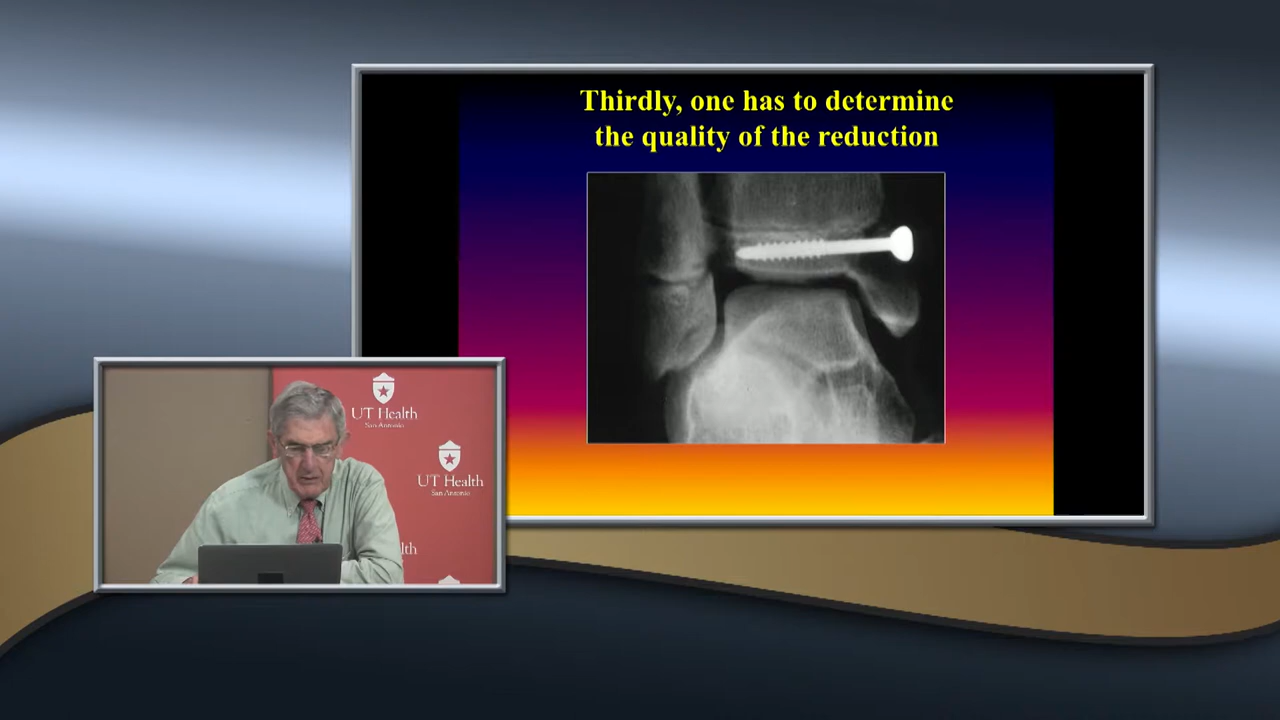 Thirdly, one has to determine
the quality of the reduction
UT Health
San Antonio
UT Health
San Antonio
lth